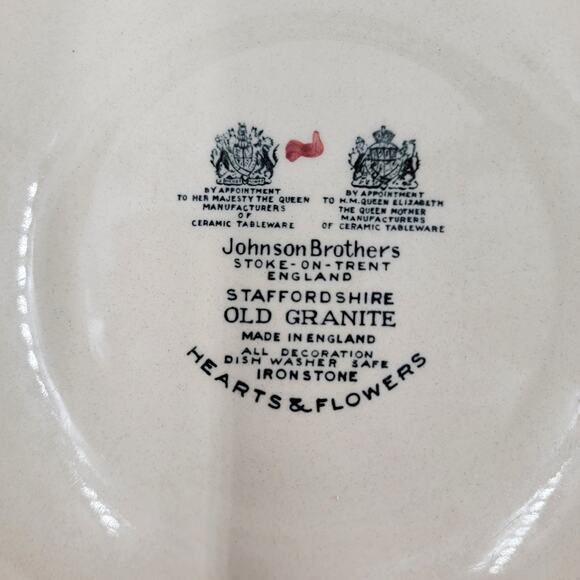 BY APPOINTMENT
TO HER MAJESTY THE QUEEN
MANUFACTURERS
OF
CERAMIC TABLEWARE
BY APPOINTMENT
TO H.M. QUEEN ELIZABETH
THE QUEEN MOTHER
MANUFACTURERS
OF CERAMIC TABLEWARE
Johnson Brothers
STOKE-ON-TRENT
ENGLAND
STAFFORDSHIRE
OLD GRANITE
MADE IN ENGLAND
ALL DECORATION
DISH WASHER SAFE
IRONSTONE
HEARTS & FLOWERS